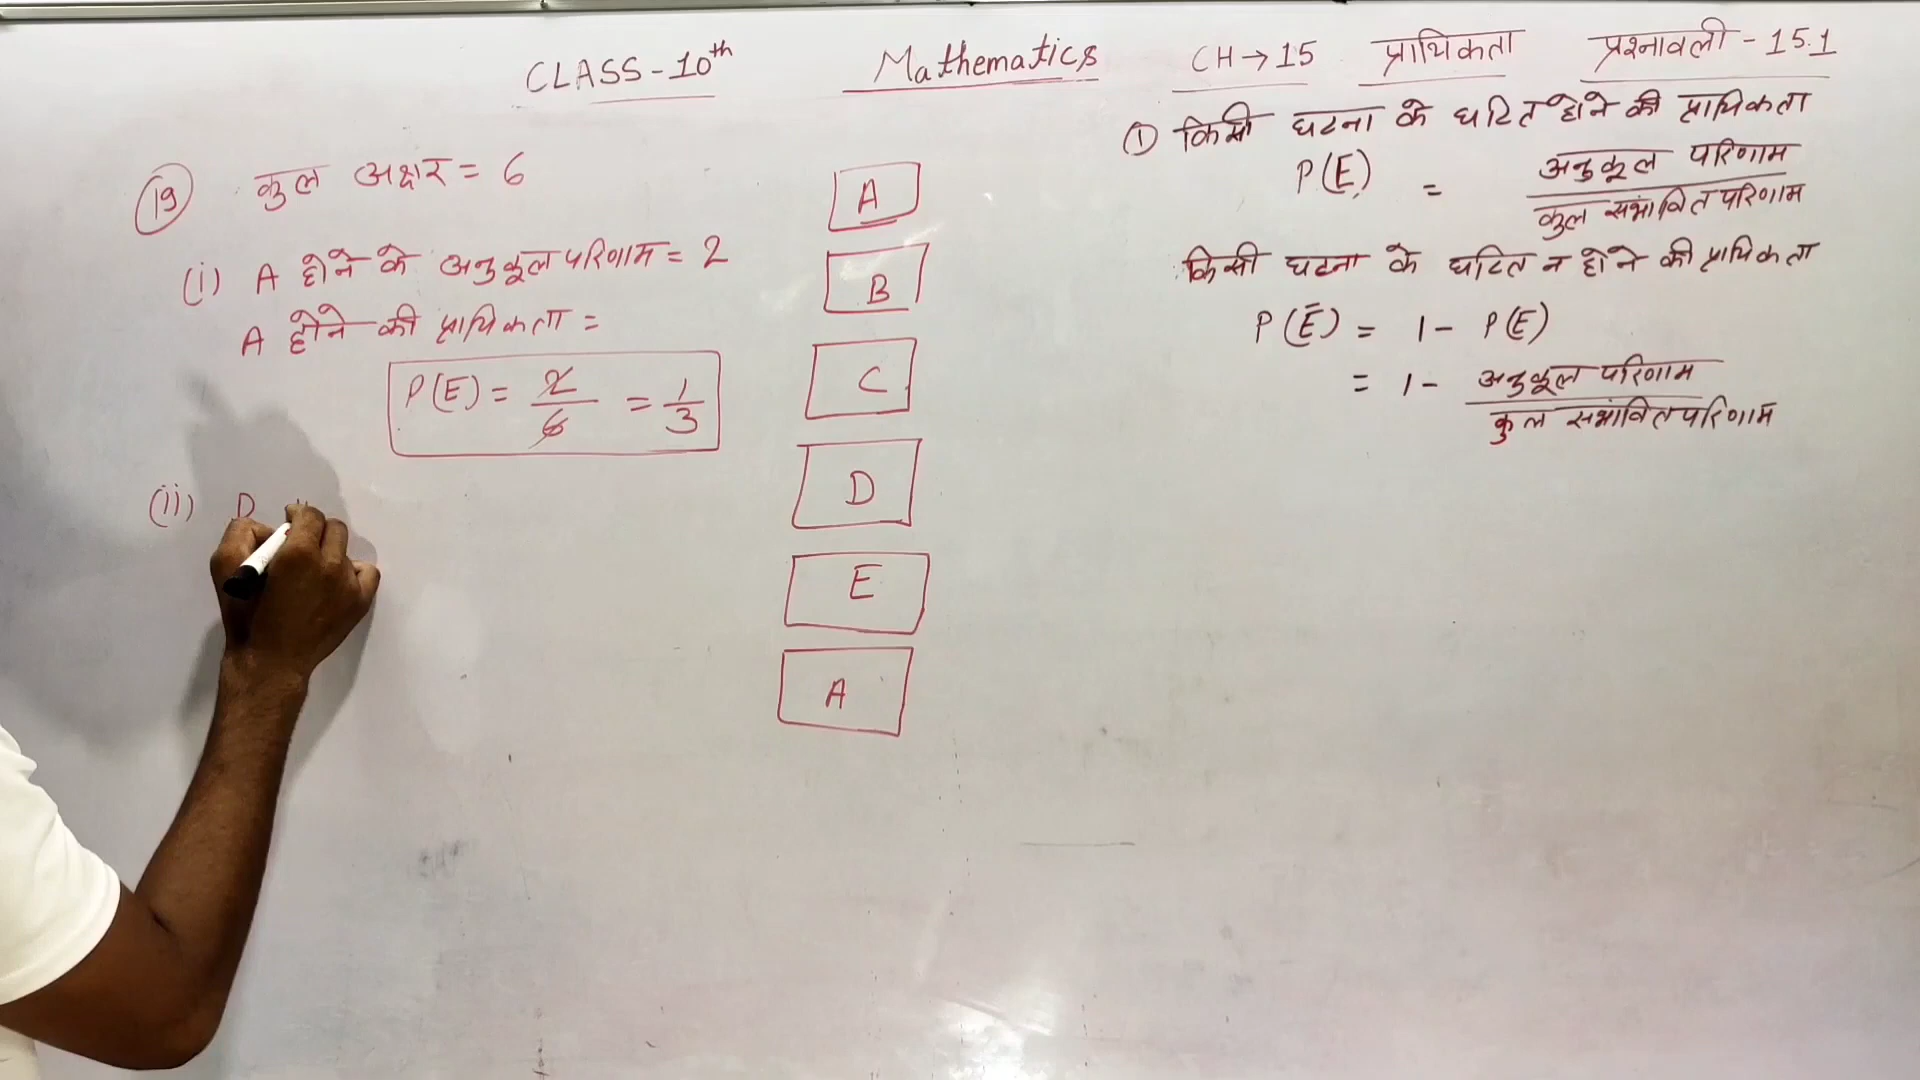 CLASS-10th Mathematics CH→15 प्रायिकता प्रश्नावली-15.1
(19) कुल अक्षर = 6
(i) A होने के अनुकूल परिणाम = 2
A होने की प्रायिकता =
P(E) = 2/6 = 1/3
(ii) D
A
B
C
D
E
A
① किसी घटना के घटित होने की प्रायिकता
P(E) = अनुकूल परिणाम / कुल सभांवित परिणाम
किसी घटना के घटित न होने की प्रायिकता
P(Ē) = 1 - P(E)
= 1 - अनुकूल परिणाम / कुल सभांवित परिणाम